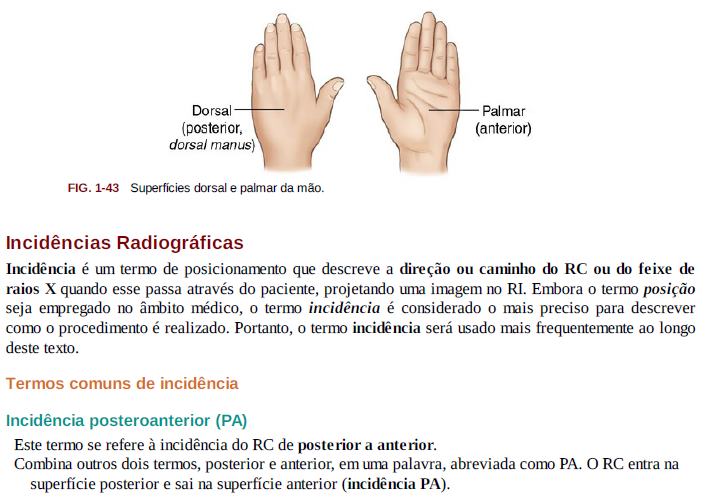 Dorsal
(posterior,
dorsal manus)
Palmar
(anterior)
FIG. 1-43 Superfícies dorsal e palmar da mão.
Incidências Radiográficas
Incidência é um termo de posicionamento que descreve a direção ou caminho do RC ou do feixe de
raios X quando esse passa através do paciente, projetando uma imagem no RI. Embora o termo posição
seja empregado no âmbito médico, o termo incidência é considerado o mais preciso para descrever
como o procedimento é realizado. Portanto, o termo incidência será usado mais frequentemente ao longo
deste texto.
Termos comuns de incidência
Incidência posteroanterior (PA)
Este termo se refere à incidência do RC de posterior a anterior.
Combina outros dois termos, posterior e anterior, em uma palavra, abreviada como PA. O RC entra na
superfície posterior e sai na superfície anterior (incidência PA).